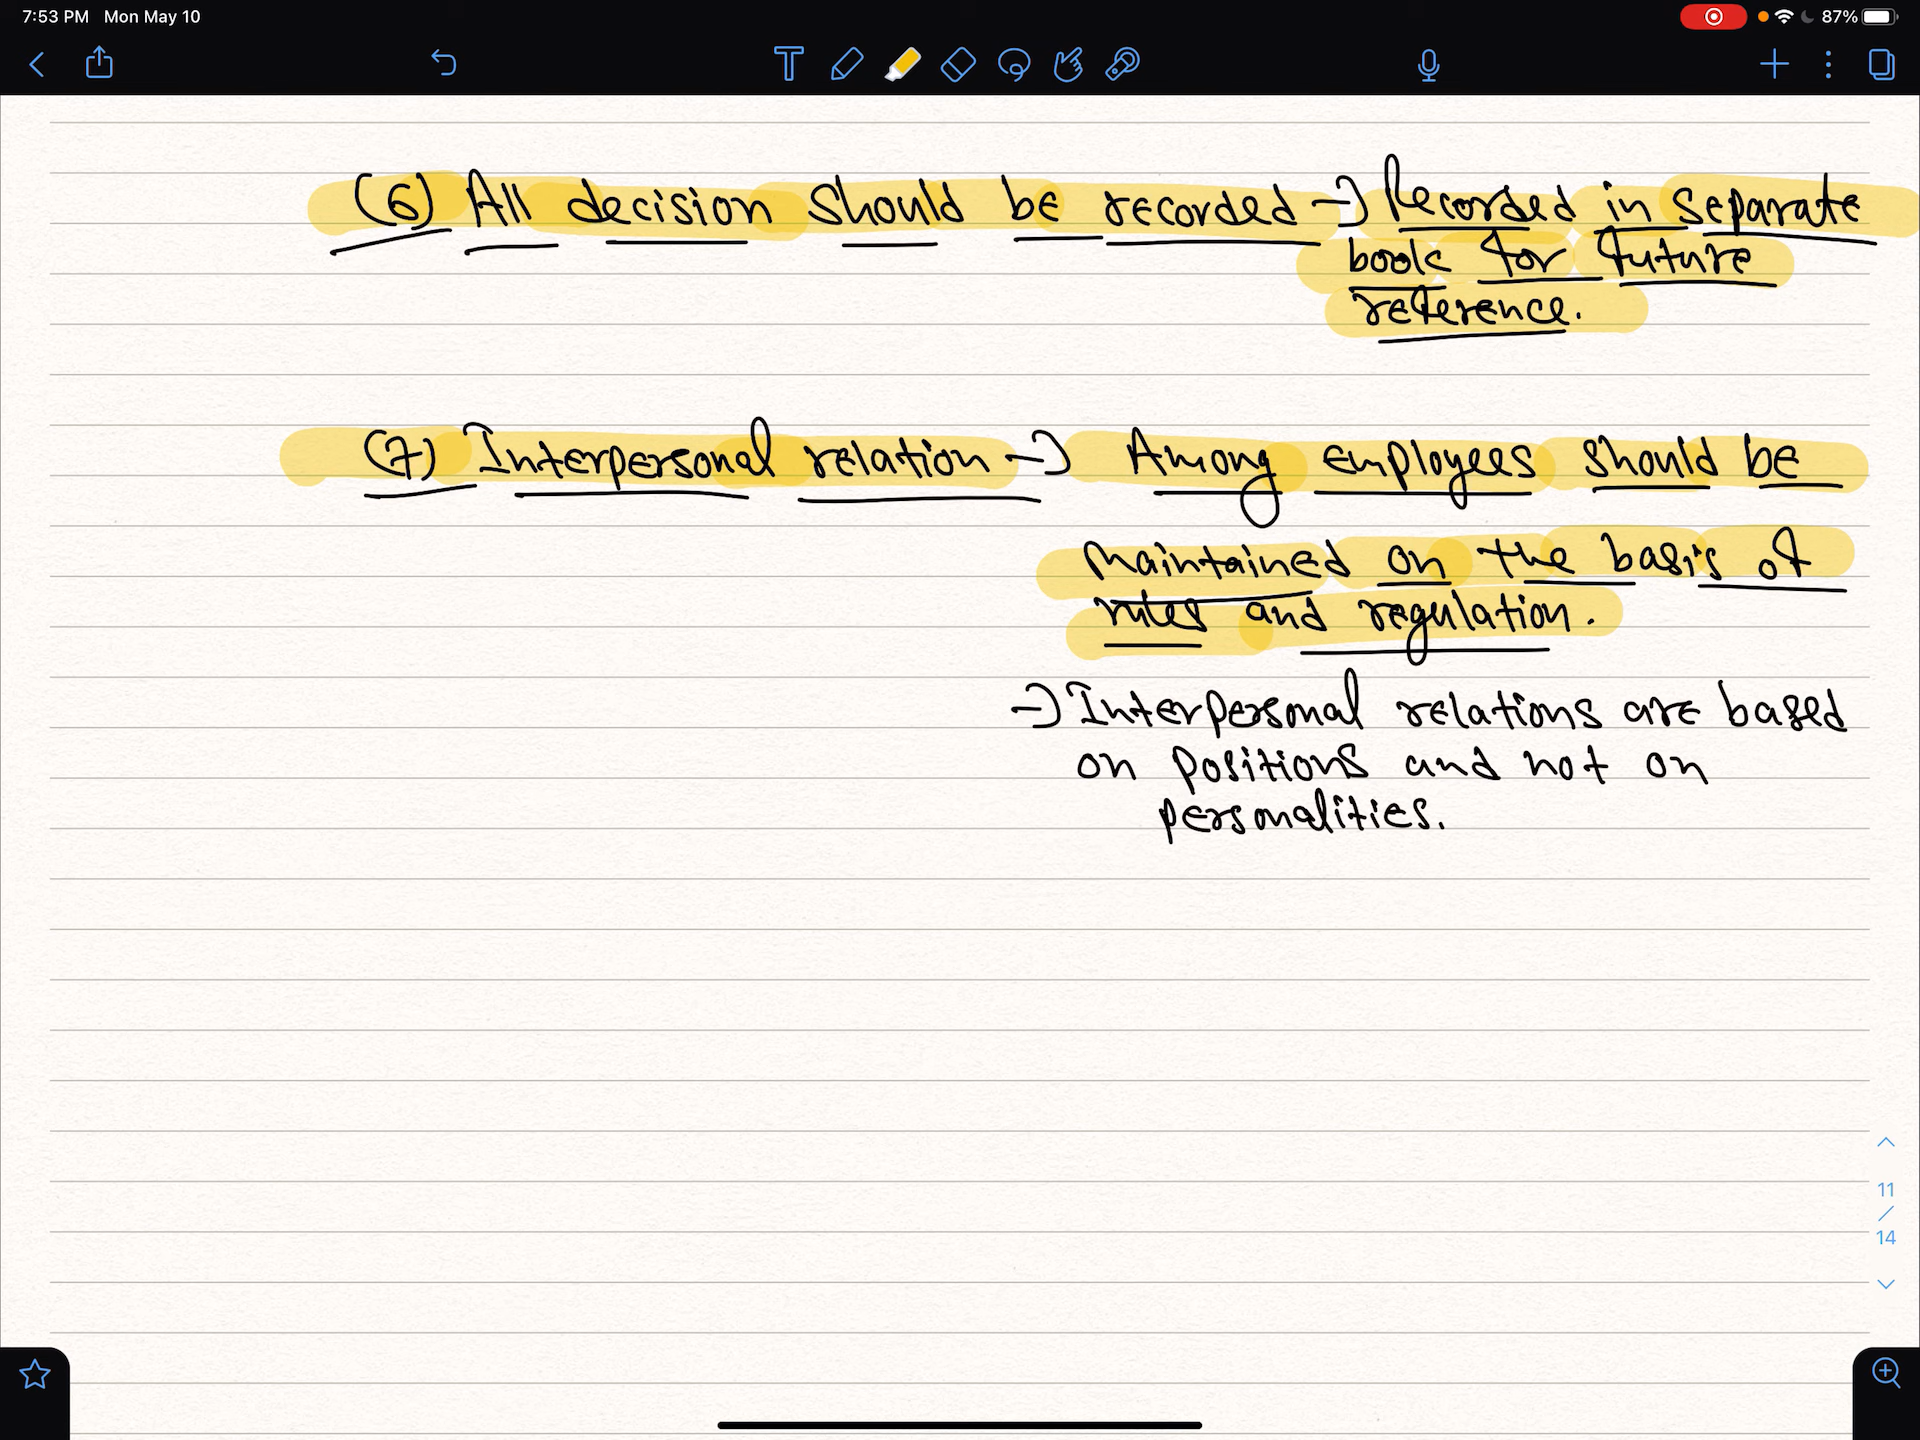 7:53 PM Mon May 10
87%
(6) All decision should be recorded → Recorded in separate
book for future
reference.
(7) Interpersonal relation → Among employees should be
maintained on the basis of
rules and regulation.
→ Interpersonal relations are based
on positions and not on
personalities.
11
/
14